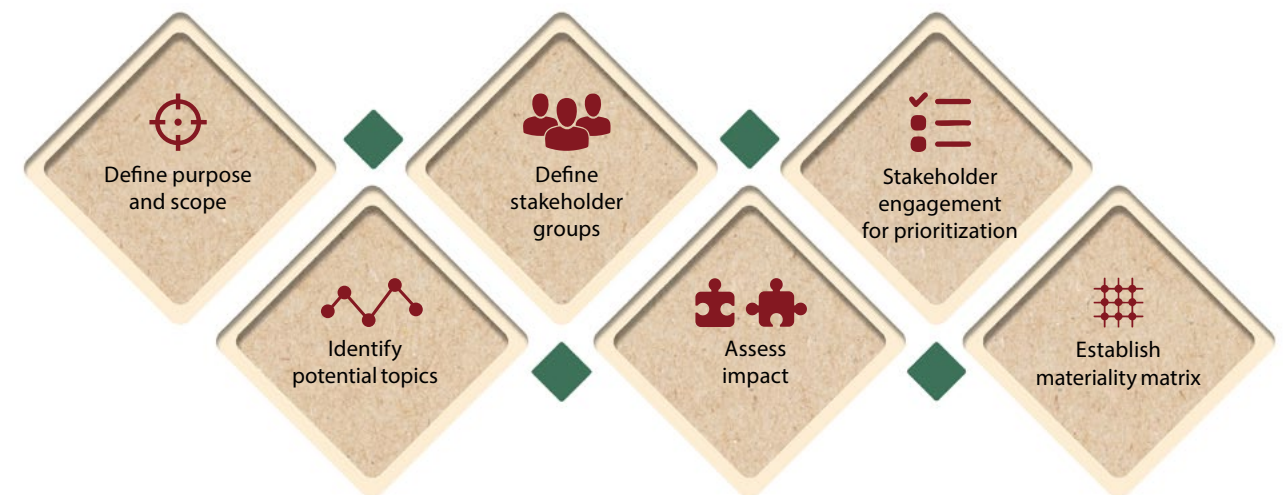 Define purpose
and scope
Identify
potential topics
Define
stakeholder
groups
Assess
impact
Stakeholder
engagement
for prioritization
Establish
materiality matrix